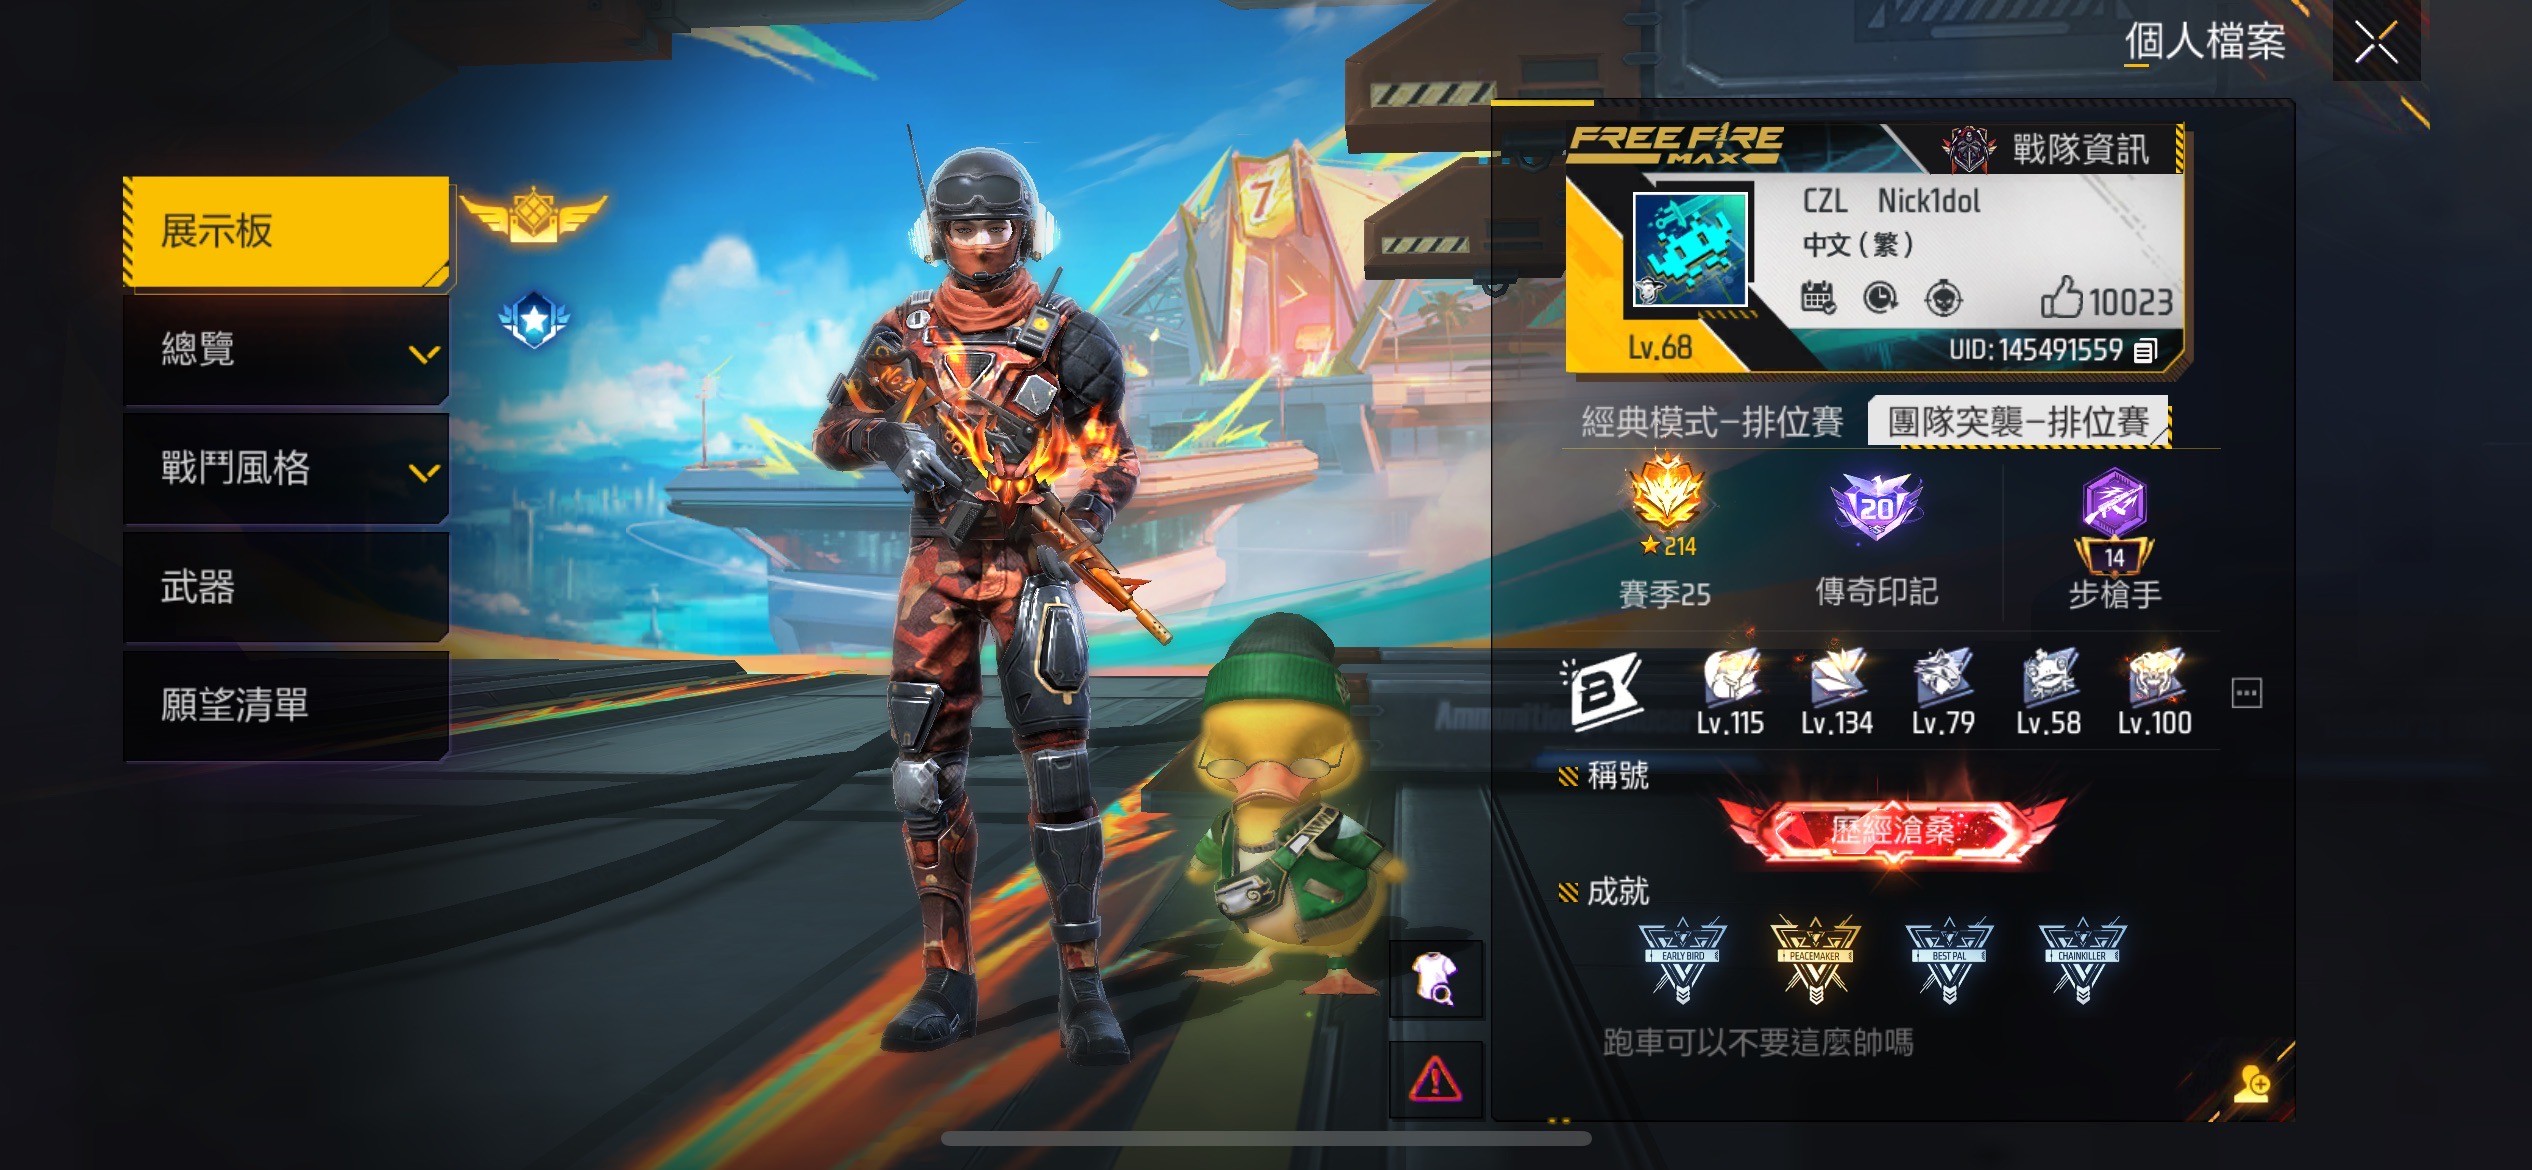 個人檔案
展示板
總覽
戰鬥風格
武器
願望清單
7
FREE FIRE
MAX
戰隊資訊
CZL Nick1dol
中文(繁)
10023
Lv.68
UID:145491559
經典模式-排位賽
團隊突襲-排位賽
214
20
14
賽季25
傳奇印記
步槍手
B
Lv.115
Lv.134
Lv.79
Lv.58
Lv.100
稱號
歷經滄桑
成就
EARLY BIRD
PEACEMAKER
BEST PAL
CHAINKILLER
跑車可以不要這麼帥嗎